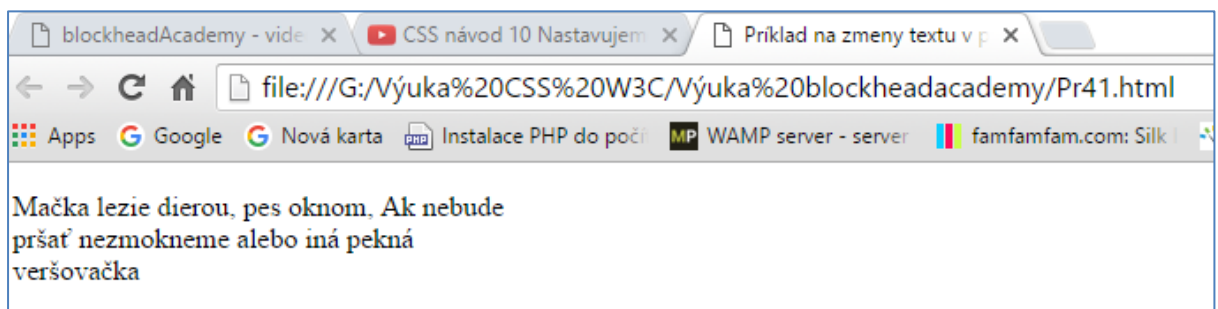 blockheadAcademy - vide
CSS návod 10 Nastavujem
Príklad na zmeny textu v p
file:///G:/Výuka%20CSS%20W3C/Výuka%20blockheadacademy/Pr41.html
Apps Google Nová karta Instalace PHP do počí WAMP server - server famfamfam.com: Silk
Mačka lezie dierou, pes oknom, Ak nebude
pršať nezmokneme alebo iná pekná
veršovačka